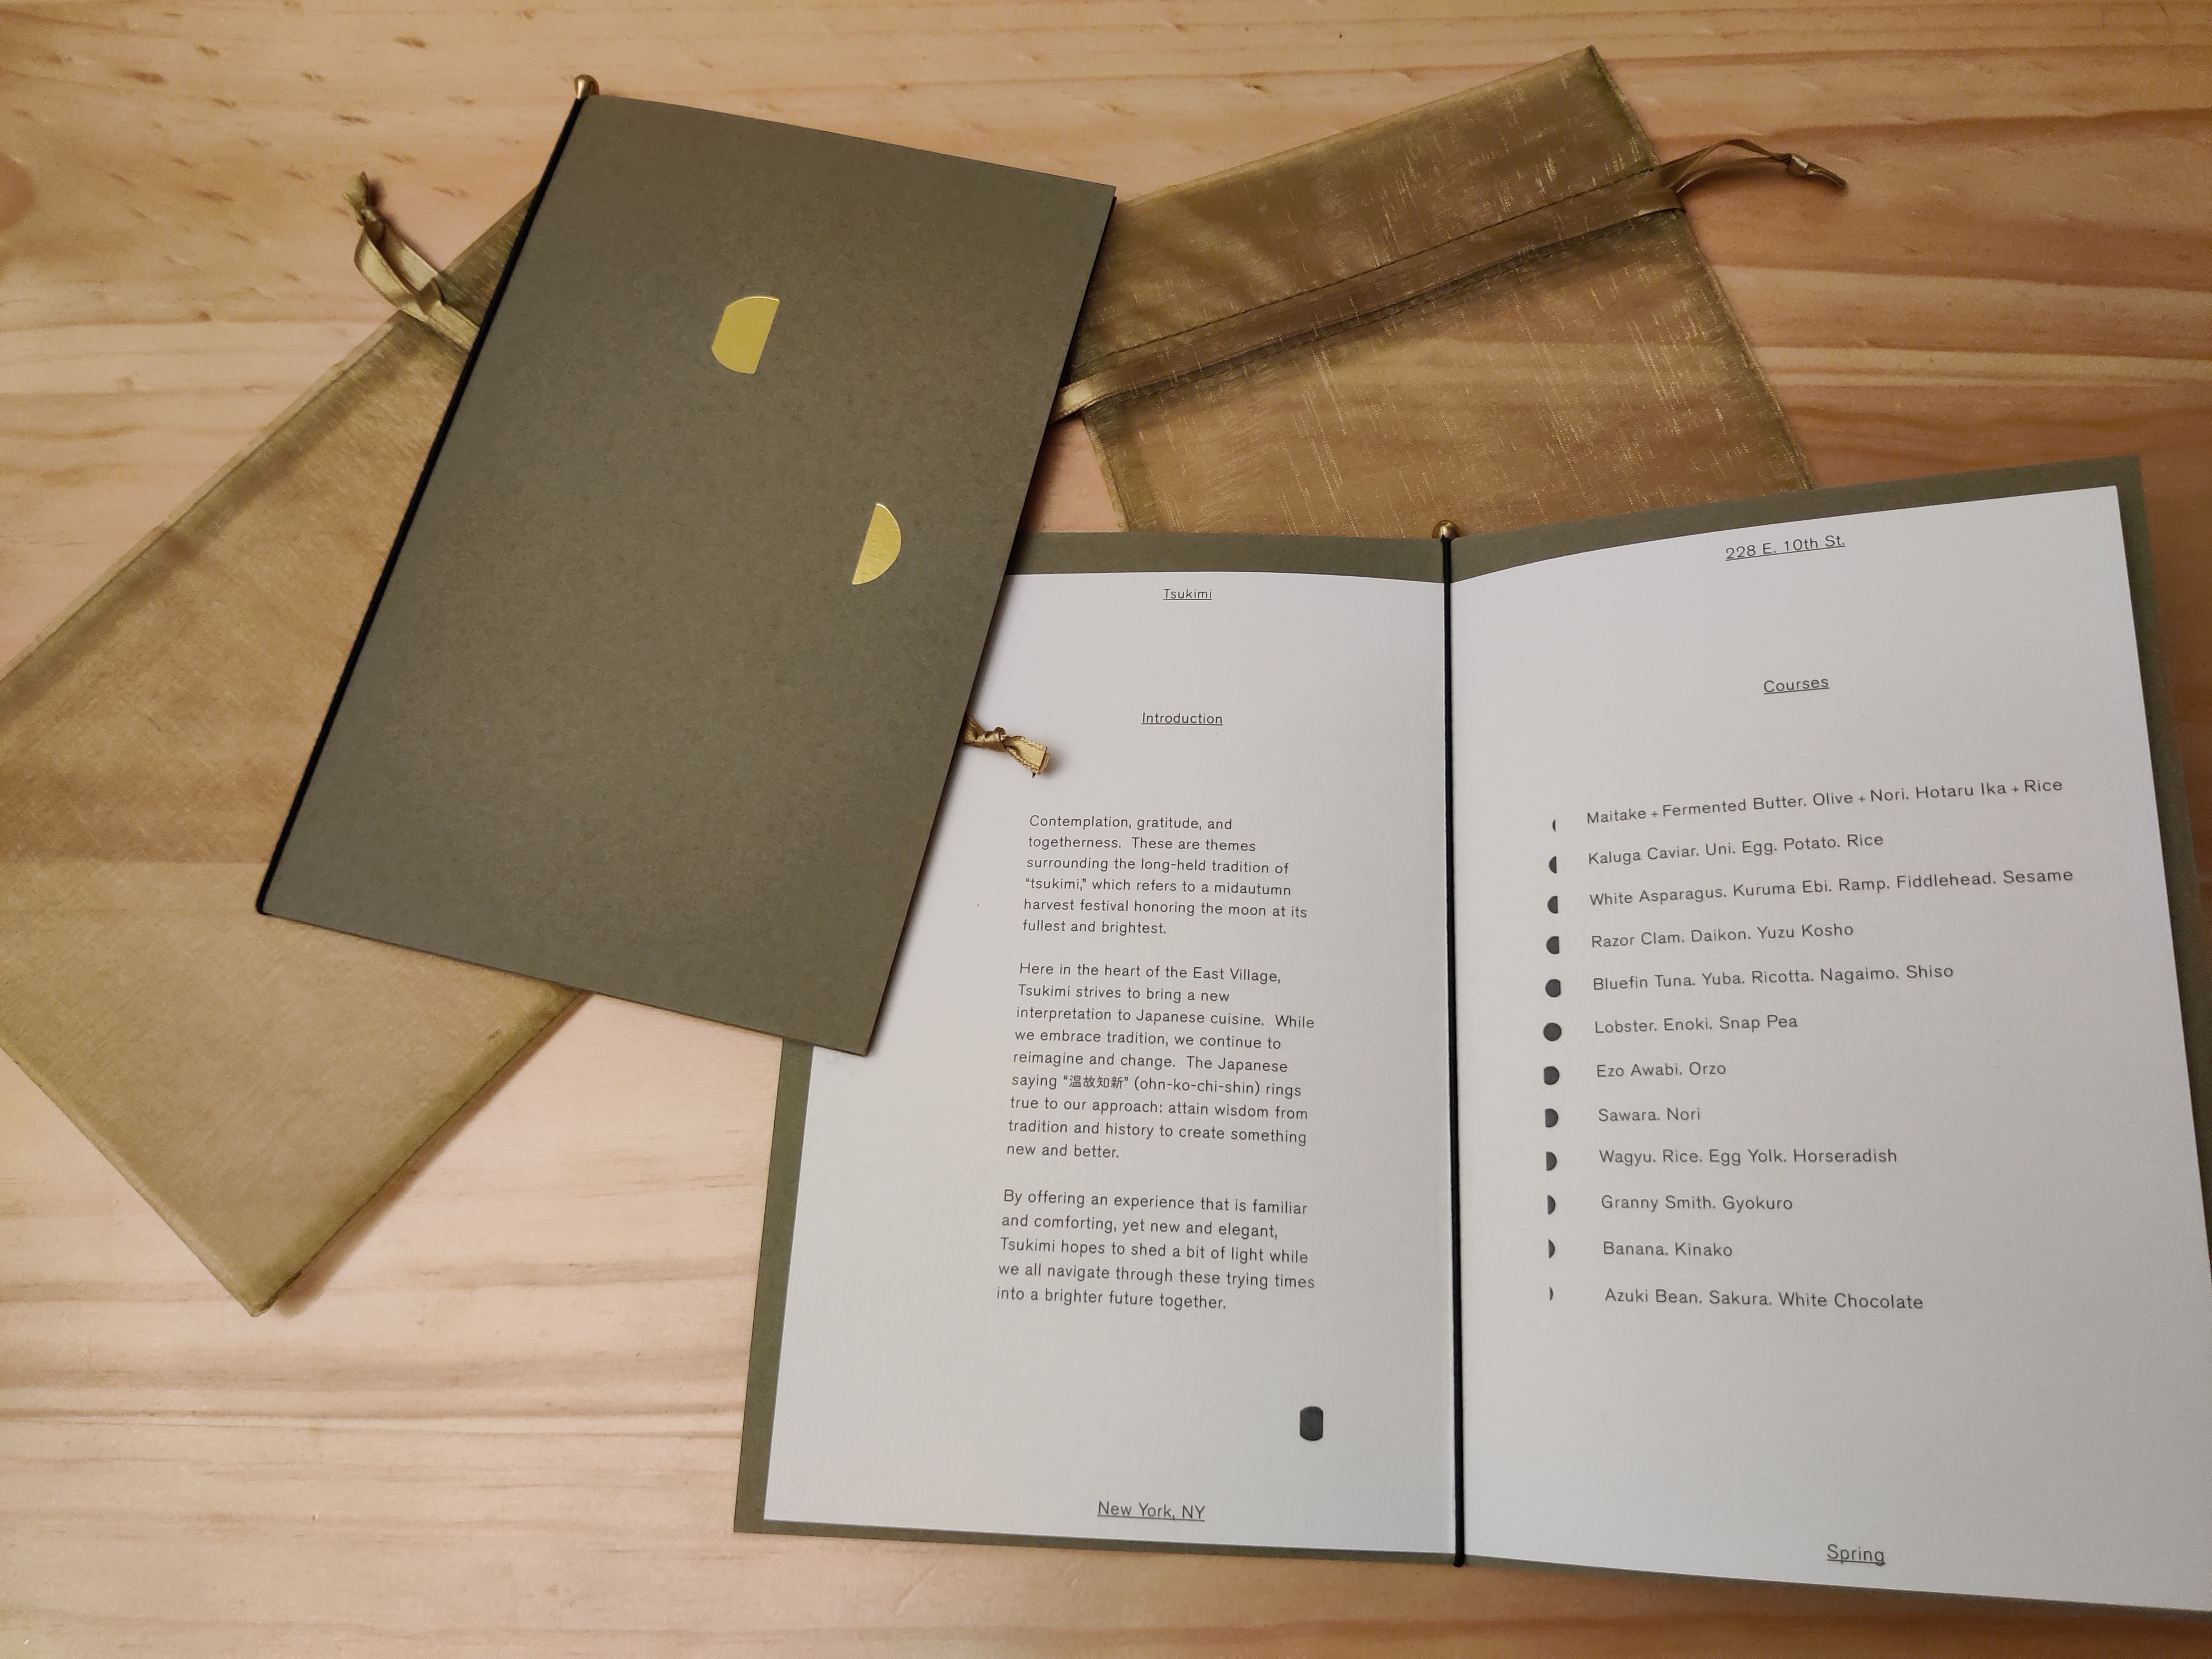 Tsukimi
Introduction
Contemplation, gratitude, and
togetherness. These are themes
surrounding the long-held tradition of
“tsukimi,” which refers to a midautumn
harvest festival honoring the moon at its
fullest and brightest.
Here in the heart of the East Village,
Tsukimi strives to bring a new
interpretation to Japanese cuisine. While
we embrace tradition, we continue to
reimagine and change. The Japanese
saying “温故知新” (ohn-ko-chi-shin) rings
true to our approach: attain wisdom from
tradition and history to create something
new and better.
By offering an experience that is familiar
and comforting, yet new and elegant,
Tsukimi hopes to shed a bit of light while
we all navigate through these trying times
into a brighter future together.
New York, NY
228 E. 10th St.
Courses
Maitake + Fermented Butter. Olive + Nori. Hotaru Ika + Rice
Kaluga Caviar. Uni. Egg. Potato. Rice
White Asparagus. Kuruma Ebi. Ramp. Fiddlehead. Sesame
Razor Clam. Daikon. Yuzu Kosho
Bluefin Tuna. Yuba. Ricotta. Nagaimo. Shiso
Lobster. Enoki. Snap Pea
Ezo Awabi. Orzo
Sawara. Nori
Wagyu. Rice. Egg Yolk. Horseradish
Granny Smith. Gyokuro
Banana. Kinako
Azuki Bean. Sakura. White Chocolate
Spring